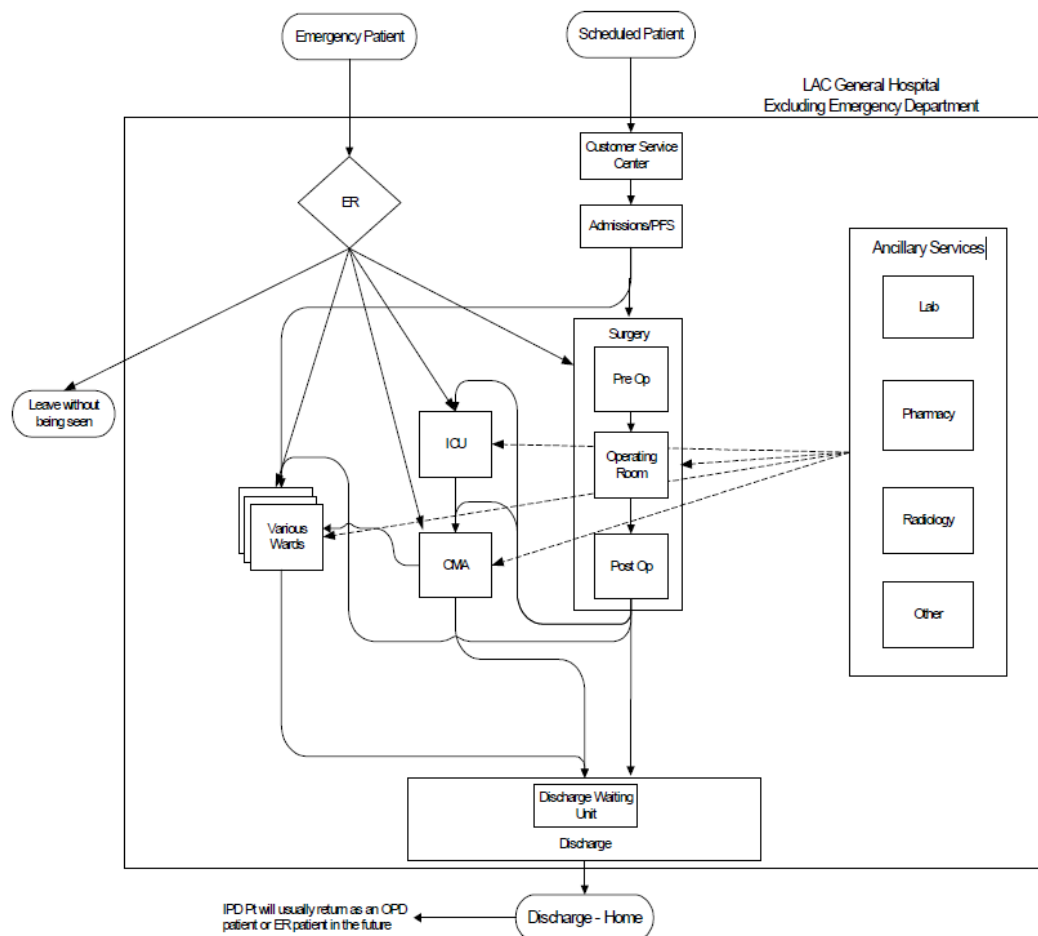 Emergency Patient
Scheduled Patient
LAC General Hospital
Excluding Emergency Department
Customer Service
Center
ER
Admissions/PFS
Ancillary Services
Lab
Surgery
Pre Op
Leave without
being seen
Pharmacy
ICU
Operating
Room
Radiology
Various
Wards
CMA
Post Op
Other
Discharge Waiting
Unit
Discharge
IPD Pt will usually return as an OPD
patient or ER patient in the future
Discharge - Home